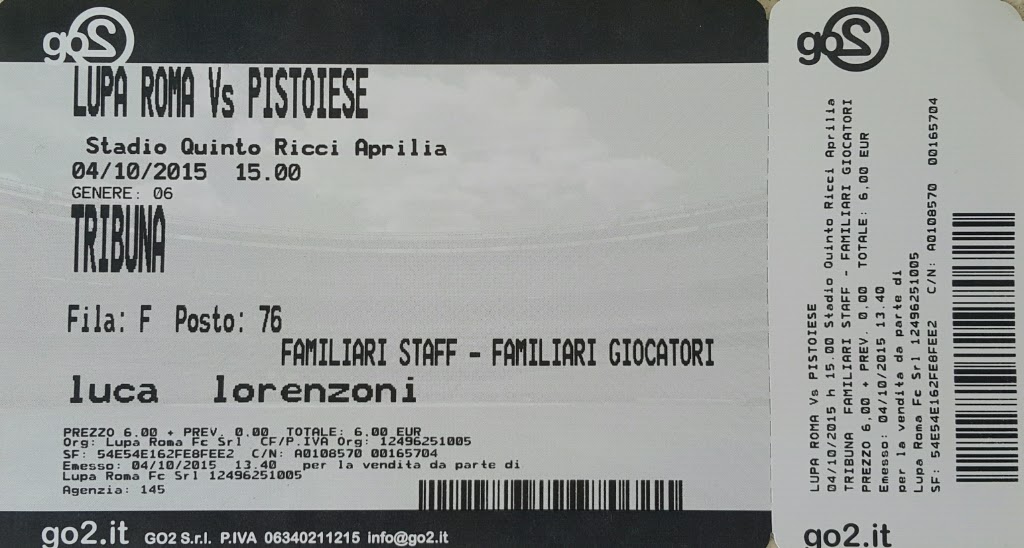 go2
LUPA ROMA Vs PISTOIESE
Stadio Quinto Ricci Aprilia
04/10/2015 15.00
GENERE: 06
TRIBUNA
Fila: F Posto: 76
FAMILIARI STAFF - FAMILIARI GIOCATORI
luca lorenzoni
PREZZO 6.00 + PREV. 0.00 TOTALE: 6.00 EUR
Org: Lupa Roma Fc Srl CF/P.IVA Org: 12496251005
SF: 54E54E162FE8FEE2 C/N: A0108570 00165704
Emesso: 04/10/2015 13.40 per la vendita da parte di
Lupa Roma Fc Srl 12496251005
Agenzia: 145
go2.it GO2 S.r.l. P.IVA 06340211215 info@go2.it
go2
LUPA ROMA Vs PISTOIESE
04/10/2015 h 15.00 Stadio Quinto Ricci Aprilia
TRIBUNA FAMILIARI STAFF - FAMILIARI GIOCATORI
PREZZO 6,00 + PREV. 0.00 TOTALE: 6,00 EUR
Emesso: 04/10/2015 13.40
per la vendita da parte di
Lupa Roma Fc Srl 12496251005
SF: 54E54E162FE8FEE2 C/N: A0108570 00165704
go2.it